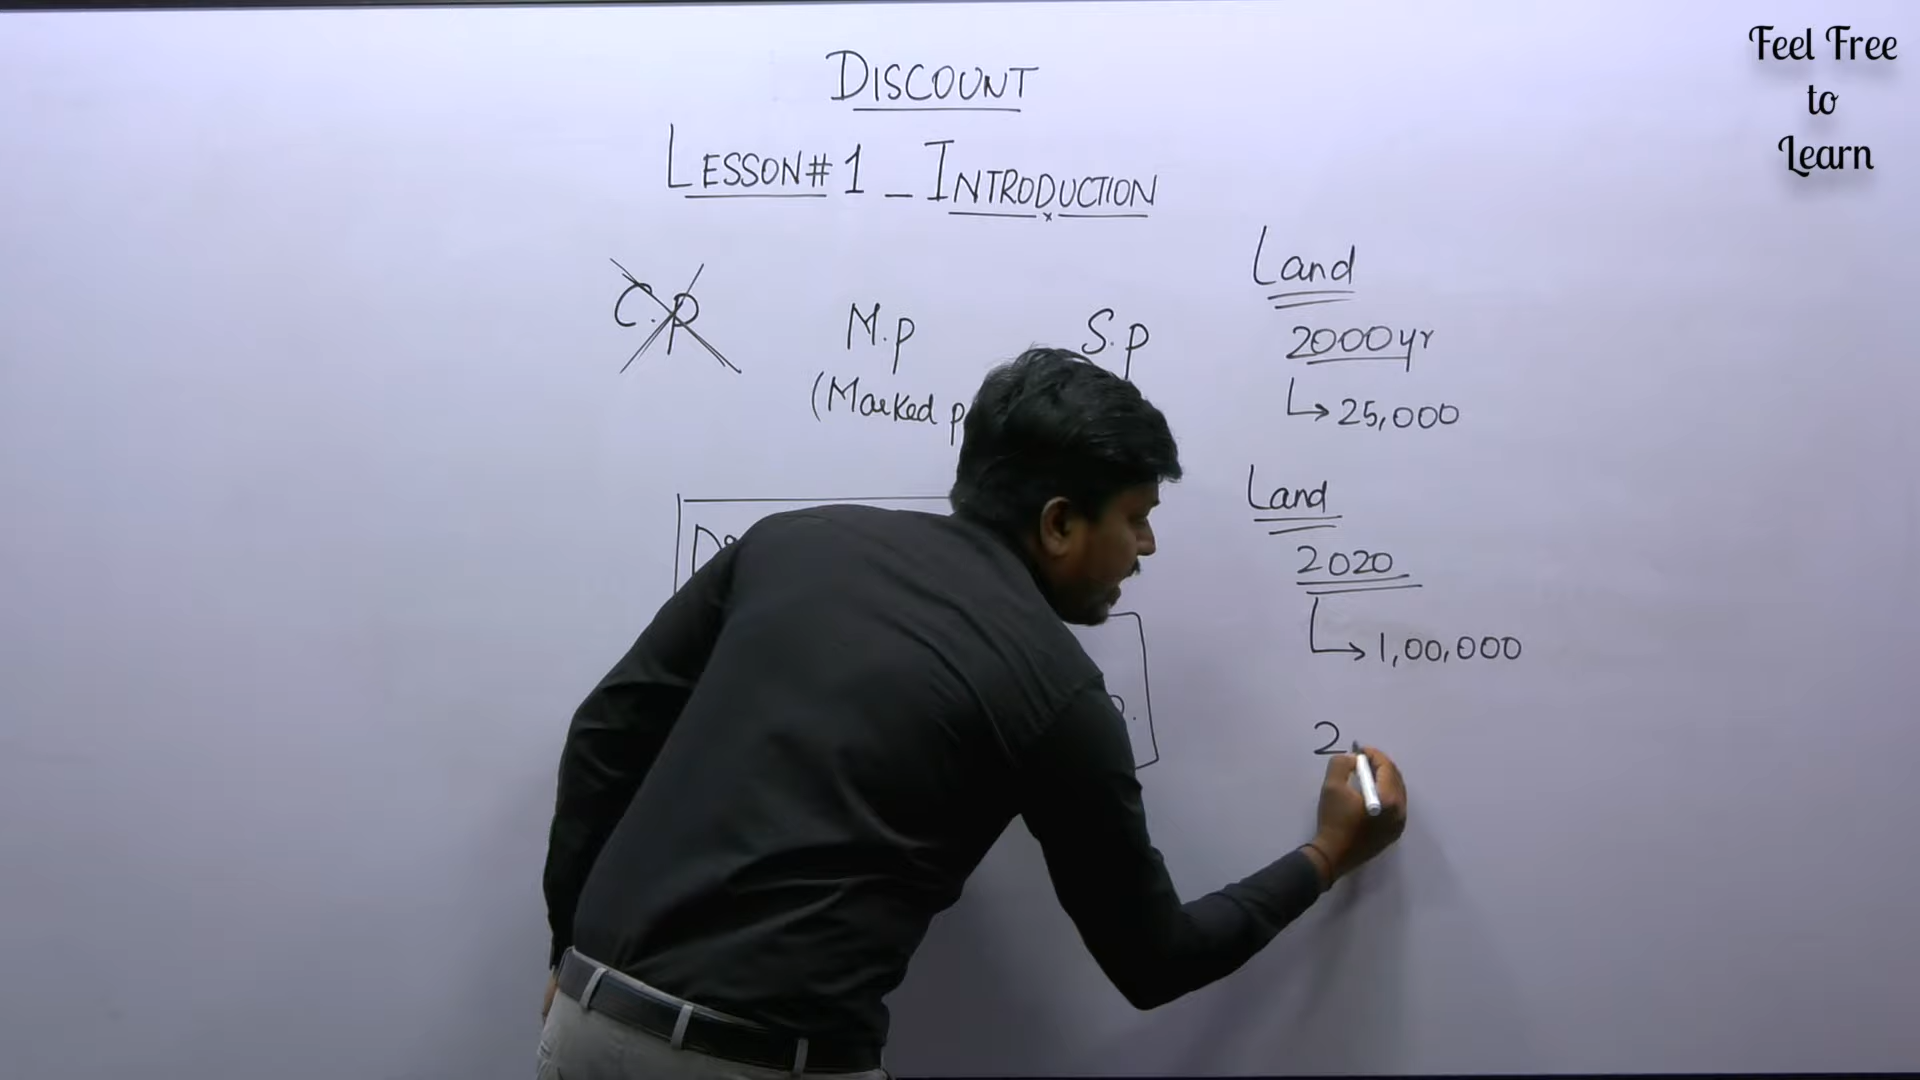 Feel Free
to
Learn
DISCOUNT
LESSON# 1 _ INTRODUCTION
C.P
M.P
S.P
(Marked
Land
2000yr
25,000
Land
2020
1,00,000
2